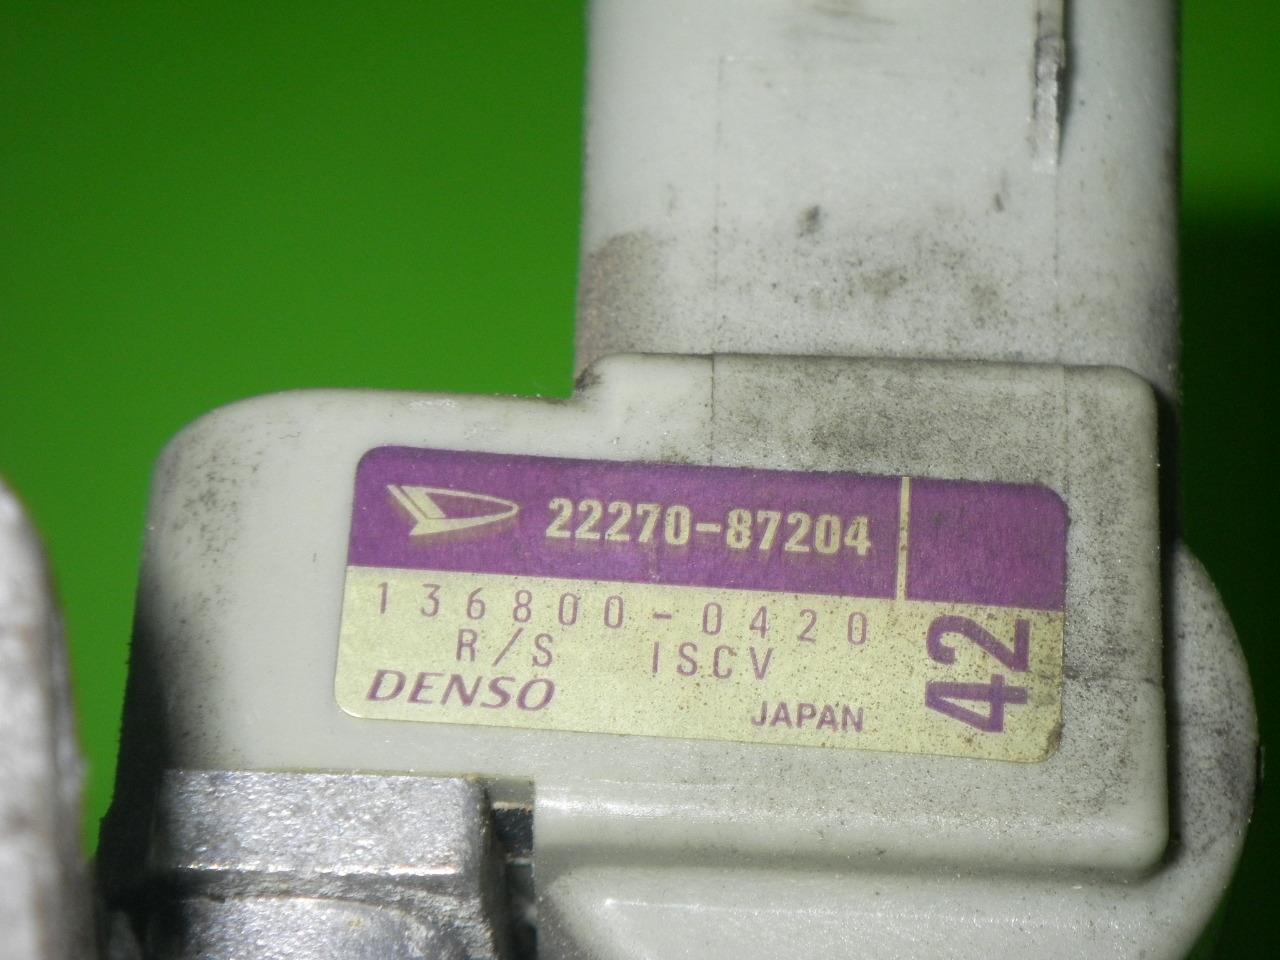 22270-87204
136800-0420
R/S ISCV
DENSO JAPAN
42